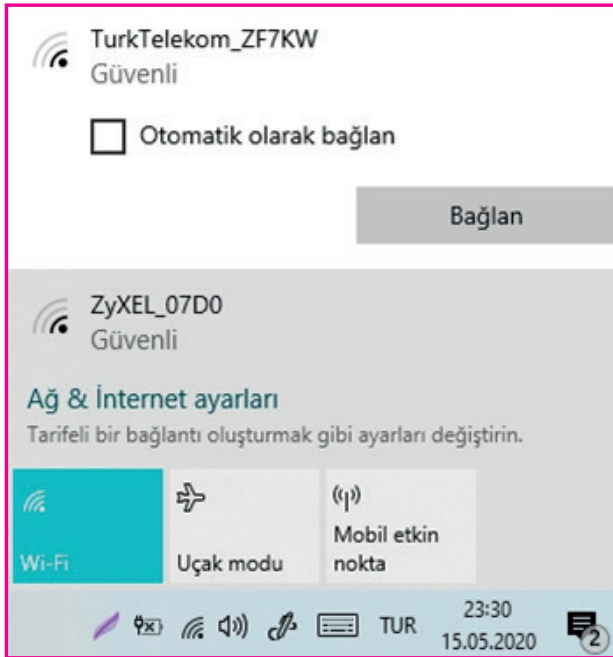 TurkTelekom_ZF7KW
Güvenli
Otomatik olarak bağlan
Bağlan
ZyXEL_07D0
Güvenli
Ağ & İnternet ayarları
Tarifeli bir bağlantı oluşturmak gibi ayarları değiştirin.
Wi-Fi
Uçak modu
Mobil etkin
nokta
TUR
23:30
15.05.2020
2